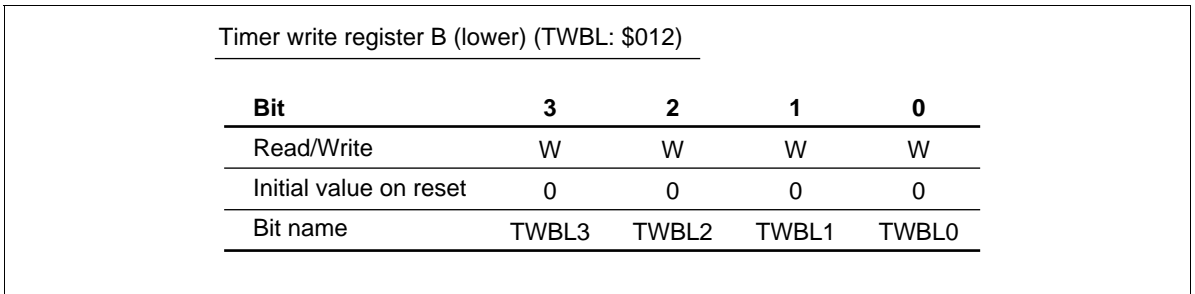 Timer write register B (lower) (TWBL: $012)
Bit 3 2 1 0
Read/Write W W W W
Initial value on reset 0 0 0 0
Bit name TWBL3 TWBL2 TWBL1 TWBL0